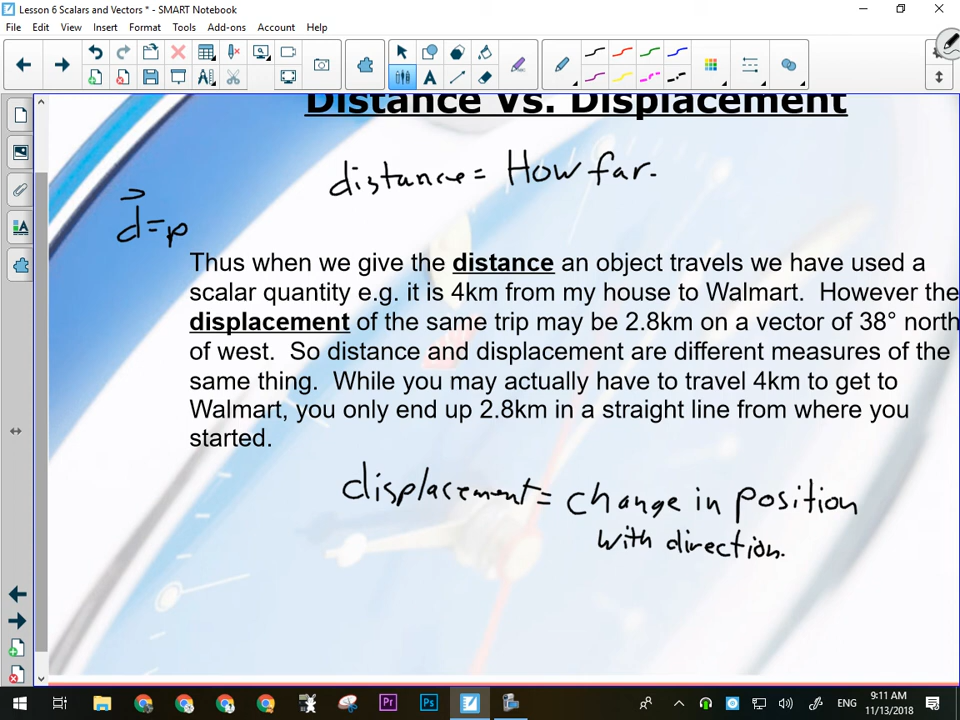 Lesson 6 Scalars and Vectors * - SMART Notebook
File Edit View Insert Format Tools Add-ons Account Help
Distance Vs. Displacement
distance = How far.
d=p
Thus when we give the distance an object travels we have used a
scalar quantity e.g. it is 4km from my house to Walmart. However the
displacement of the same trip may be 2.8km on a vector of 38° north
of west. So distance and displacement are different measures of the
same thing. While you may actually have to travel 4km to get to
Walmart, you only end up 2.8km in a straight line from where you
started.
displacement = change in position
with direction.
Pr Ps ENG
9:11 AM
11/13/2018